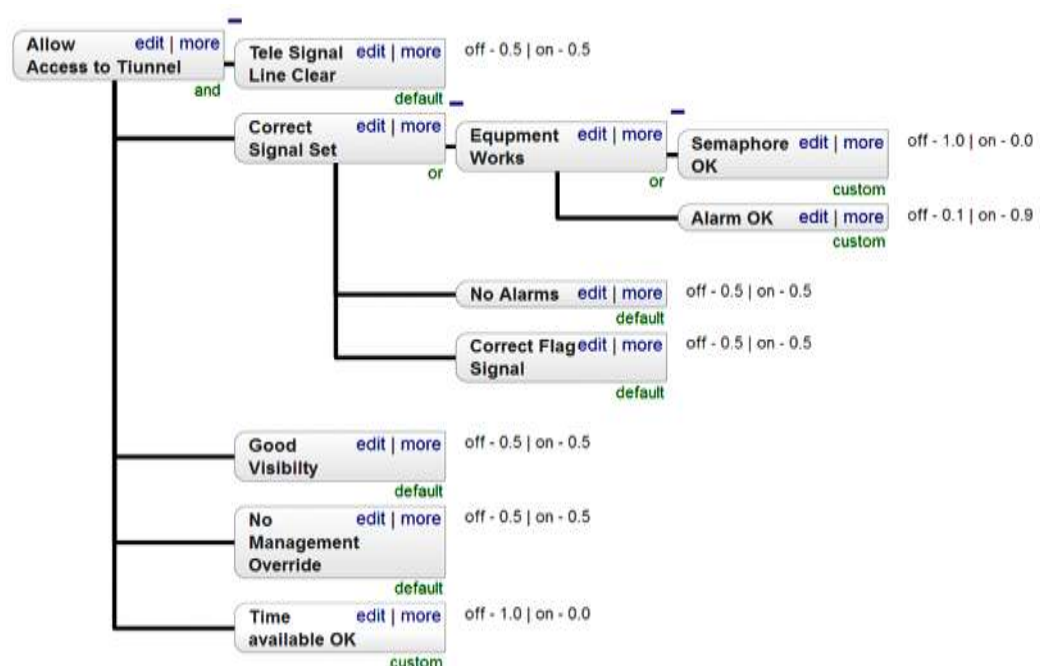 Allow edit | more
Access to Tiunnel
and
Tele Signal edit | more off - 0.5 | on - 0.5
Line Clear
default
Correct edit | more
Signal Set
or
Equpment edit | more
Works
or
Semaphore edit | more off - 1.0 | on - 0.0
OK
custom
Alarm OK edit | more off - 0.1 | on - 0.9
custom
No Alarms edit | more off - 0.5 | on - 0.5
default
Correct Flag edit | more off - 0.5 | on - 0.5
Signal
default
Good edit | more off - 0.5 | on - 0.5
Visibilty
default
No edit | more off - 0.5 | on - 0.5
Management
Override
default
Time edit | more off - 1.0 | on - 0.0
available OK
custom